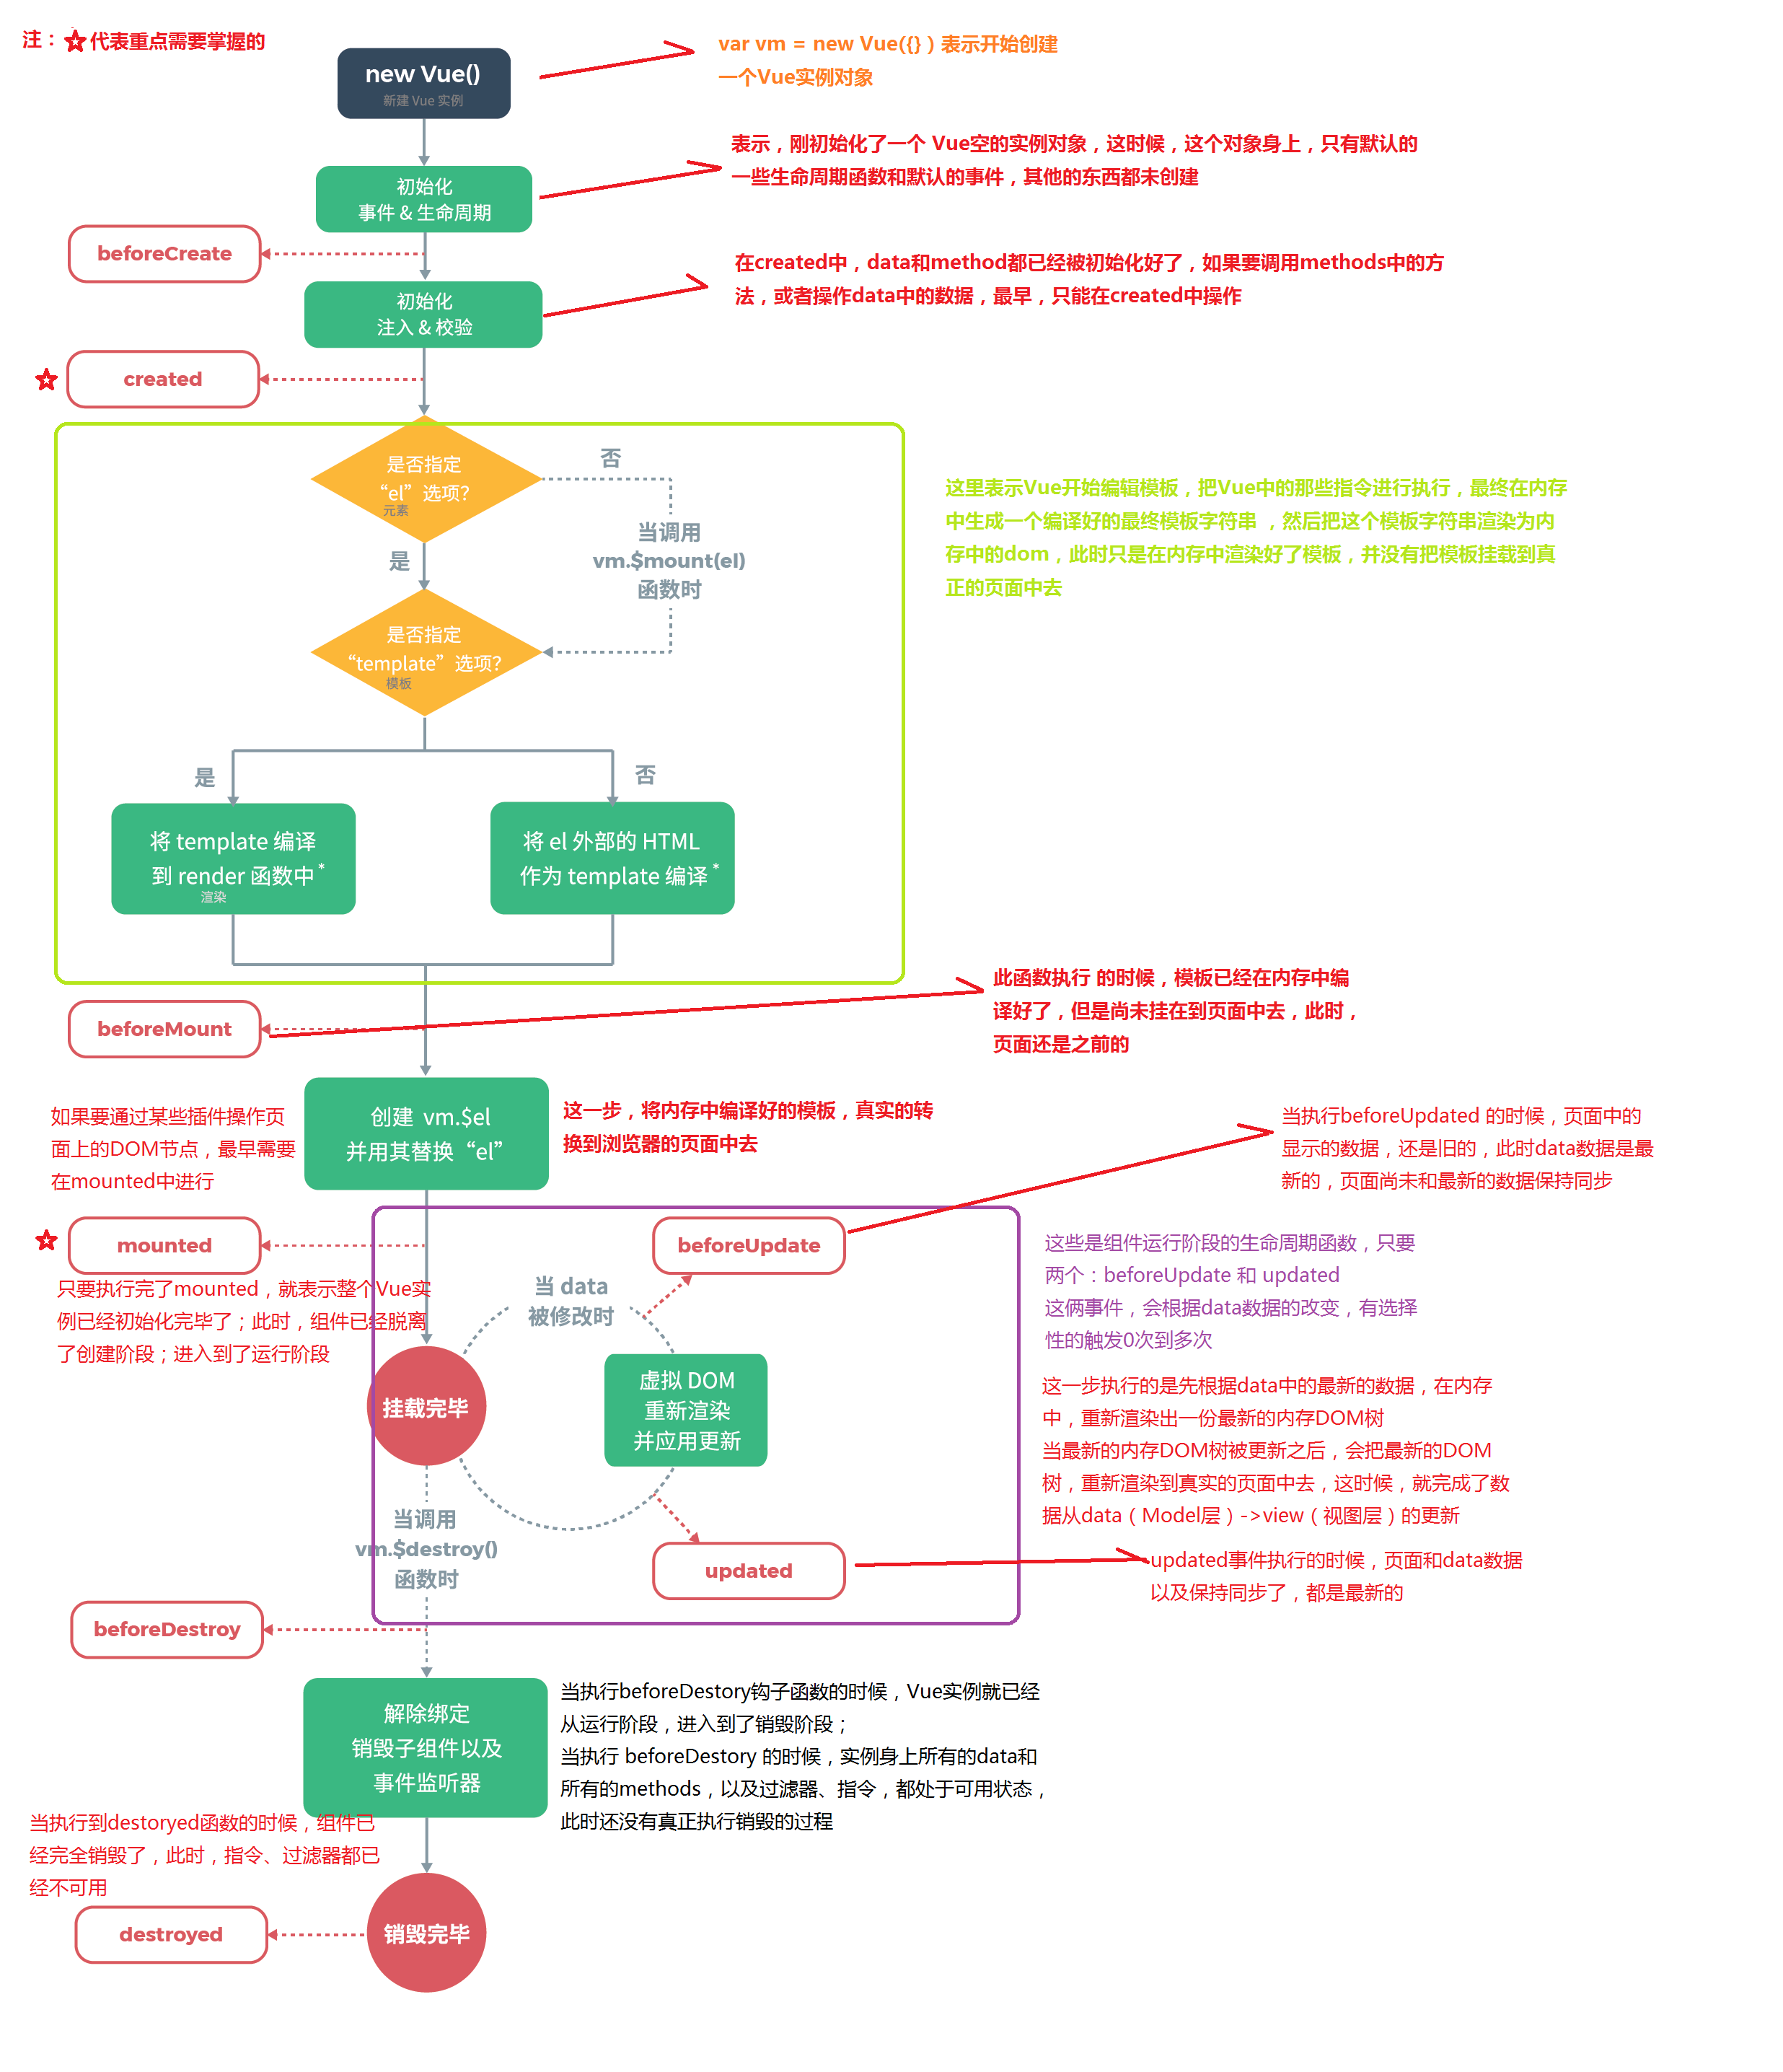 注：☆代表重点需要掌握的
new Vue()
新建 Vue 实例
var vm = new Vue({} ) 表示开始创建
一个Vue实例对象
初始化
事件 & 生命周期
表示，刚初始化了一个 Vue空的实例对象，这时候，这个对象身上，只有默认的
一些生命周期函数和默认的事件，其他的东西都未创建
beforeCreate
初始化
注入 & 校验
在created中，data和method都已经被初始化好了，如果要调用methods中的方
法，或者操作data中的数据，最早，只能在created中操作
☆ created
是否指定
“el”选项?
元素
否
是
当调用
vm.$mount(el)
函数时
这里表示Vue开始编辑模板，把Vue中的那些指令进行执行，最终在内存
中生成一个编译好的最终模板字符串 ，然后把这个模板字符串渲染为内
存中的dom，此时只是在内存中渲染好了模板，并没有把模板挂载到真
正的页面中去
是否指定
“template”选项?
模板
是
否
将 template 编译
到 render 函数中*
渲染
将 el 外部的 HTML
作为 template 编译*
beforeMount
此函数执行 的时候，模板已经在内存中编
译好了，但是尚未挂在到页面中去，此时，
页面还是之前的
如果要通过某些插件操作页
面上的DOM节点，最早需要
在mounted中进行
创建 vm.$el
并用其替换“el”
这一步，将内存中编译好的模板，真实的转
换到浏览器的页面中去
当执行beforeUpdated 的时候，页面中的
显示的数据，还是旧的，此时data数据是最
新的，页面尚未和最新的数据保持同步
☆ mounted
只要执行完了mounted，就表示整个Vue实
例已经初始化完毕了；此时，组件已经脱离
了创建阶段；进入到了运行阶段
beforeUpdate
这些是组件运行阶段的生命周期函数，只要
两个：beforeUpdate 和 updated
这俩事件，会根据data数据的改变，有选择
性的触发0次到多次
当 data
被修改时
挂载完毕
虚拟 DOM
重新渲染
并应用更新
这一步执行的是先根据data中的最新的数据，在内存
中，重新渲染出一份最新的内存DOM树
当最新的内存DOM树被更新之后，会把最新的DOM
树，重新渲染到真实的页面中去，这时候，就完成了数
据从data（Model层）->view（视图层）的更新
当调用
vm.$destroy()
函数时
updated
updated事件执行的时候，页面和data数据
以及保持同步了，都是最新的
beforeDestroy
解除绑定
销毁子组件以及
事件监听器
当执行beforeDestory钩子函数的时候，Vue实例就已经
从运行阶段，进入到了销毁阶段；
当执行 beforeDestory 的时候，实例身上所有的data和
所有的methods，以及过滤器、指令，都处于可用状态，
此时还没有真正执行销毁的过程
当执行到destoryed函数的时候，组件已
经完全销毁了，此时，指令、过滤器都已
经不可用
destroyed
销毁完毕